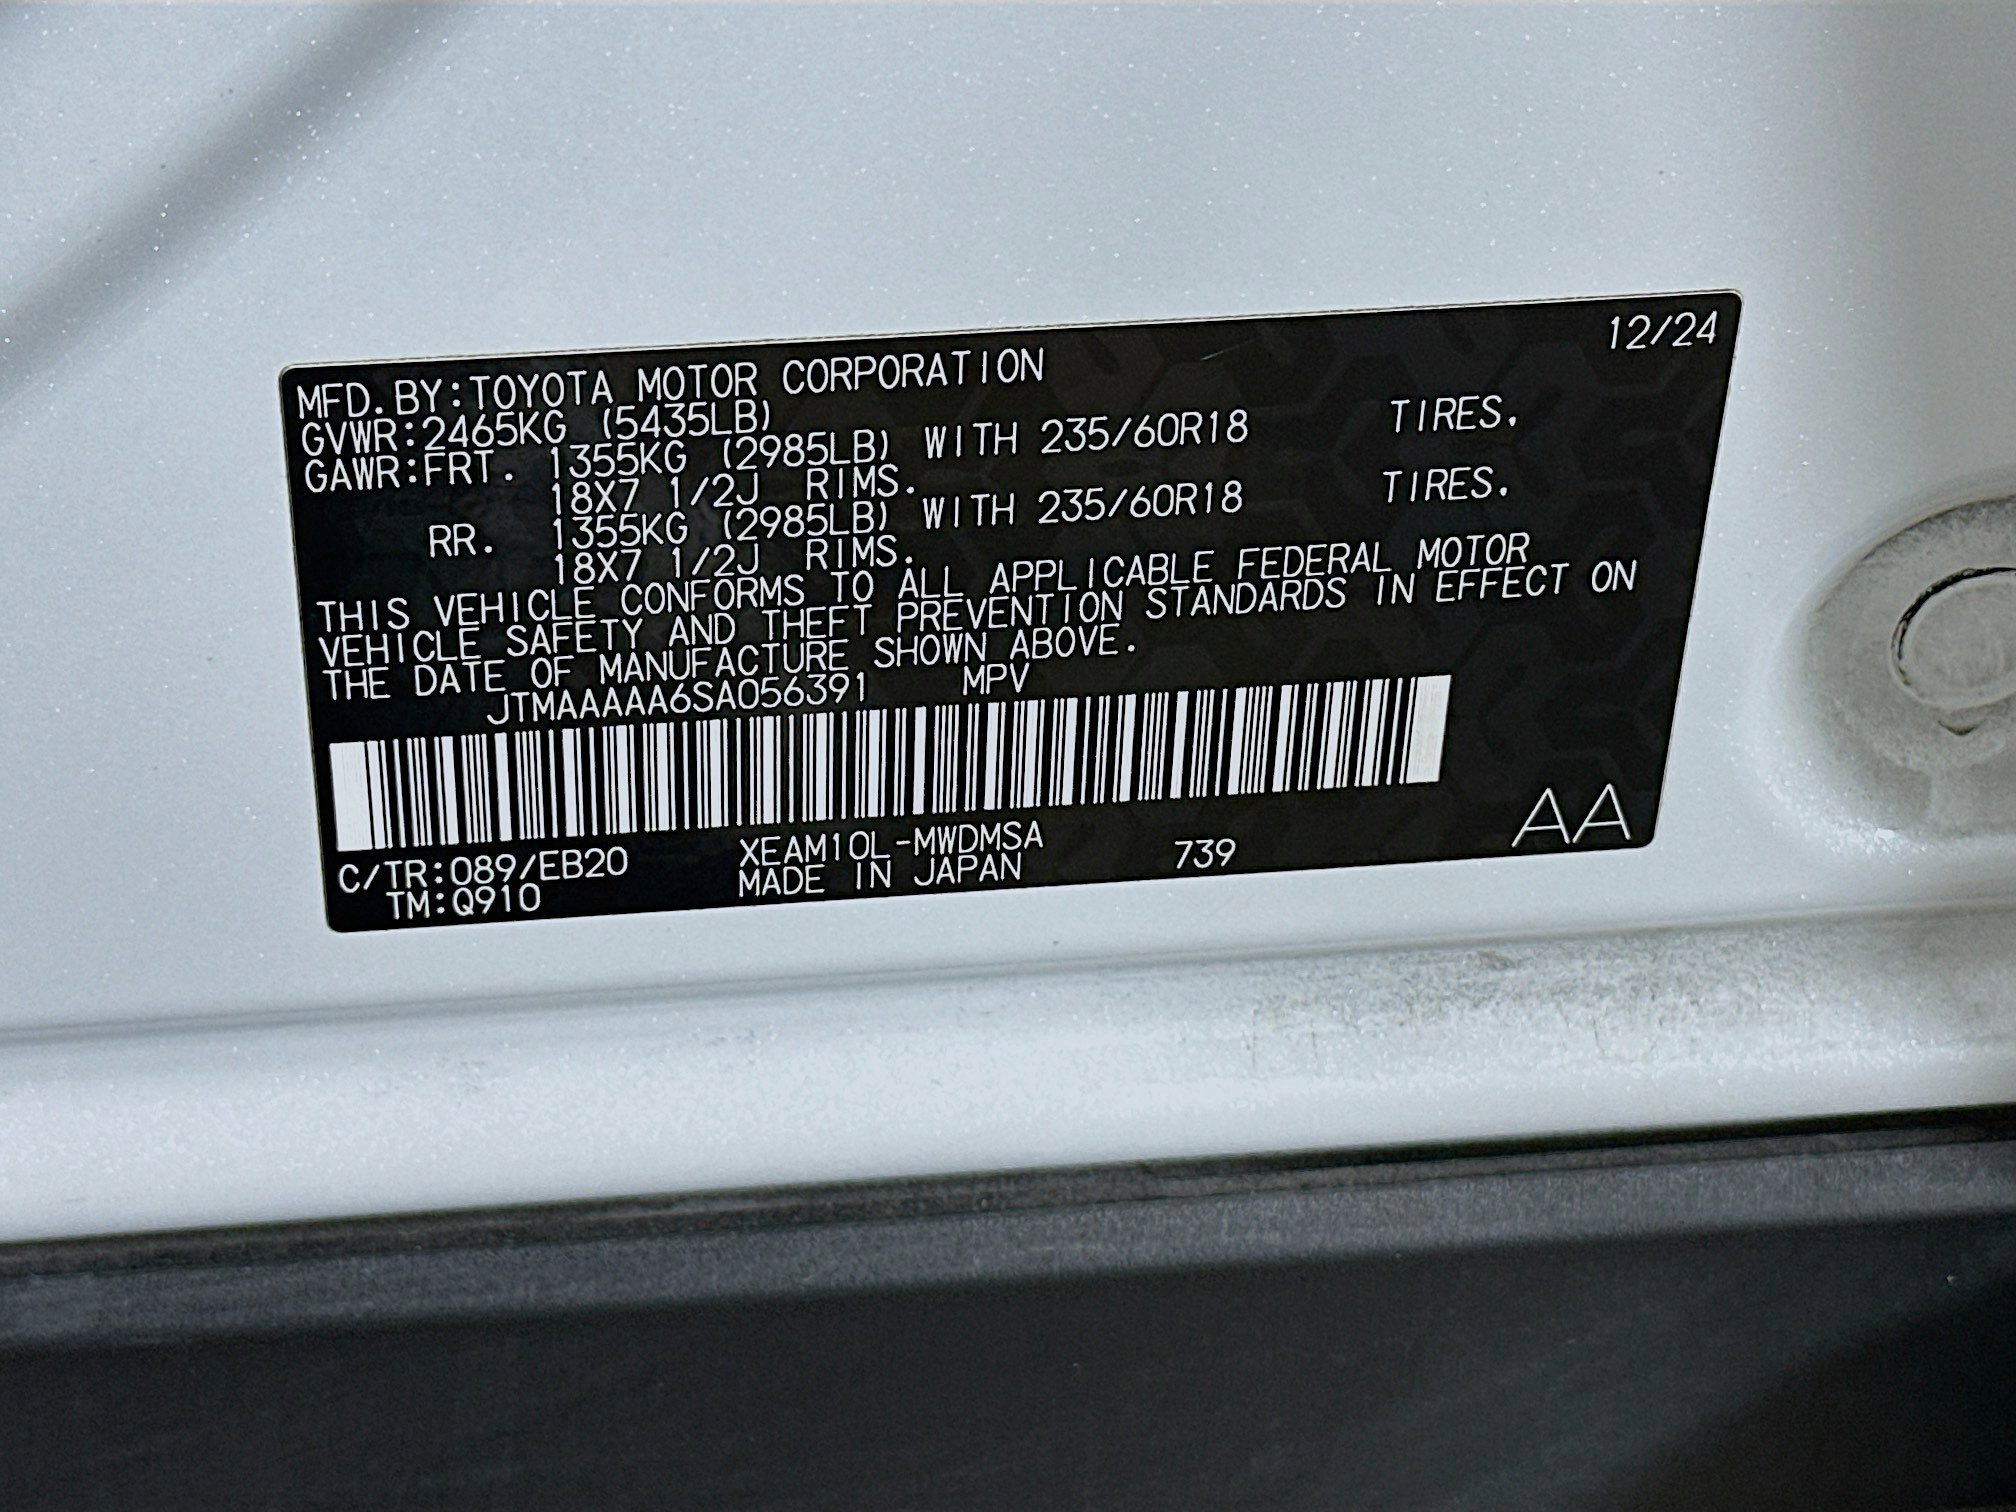 12/24
MFD.BY:TOYOTA MOTOR CORPORATION
GVWR:2465KG (5435LB)
GAWR:FRT. 1355KG (2985LB) WITH 235/60R18 TIRES.
18X7 1/2J RIMS.
RR. 1355KG (2985LB) WITH 235/60R18 TIRES.
18X7 1/2J RIMS.
THIS VEHICLE CONFORMS TO ALL APPLICABLE FEDERAL MOTOR
VEHICLE SAFETY AND THEFT PREVENTION STANDARDS IN EFFECT ON
THE DATE OF MANUFACTURE SHOWN ABOVE.
JTMAAAAA6SA056391 MPV
C/TR:089/EB20 XEAM10L-MWDMSA 739 AA
TM:Q910 MADE IN JAPAN